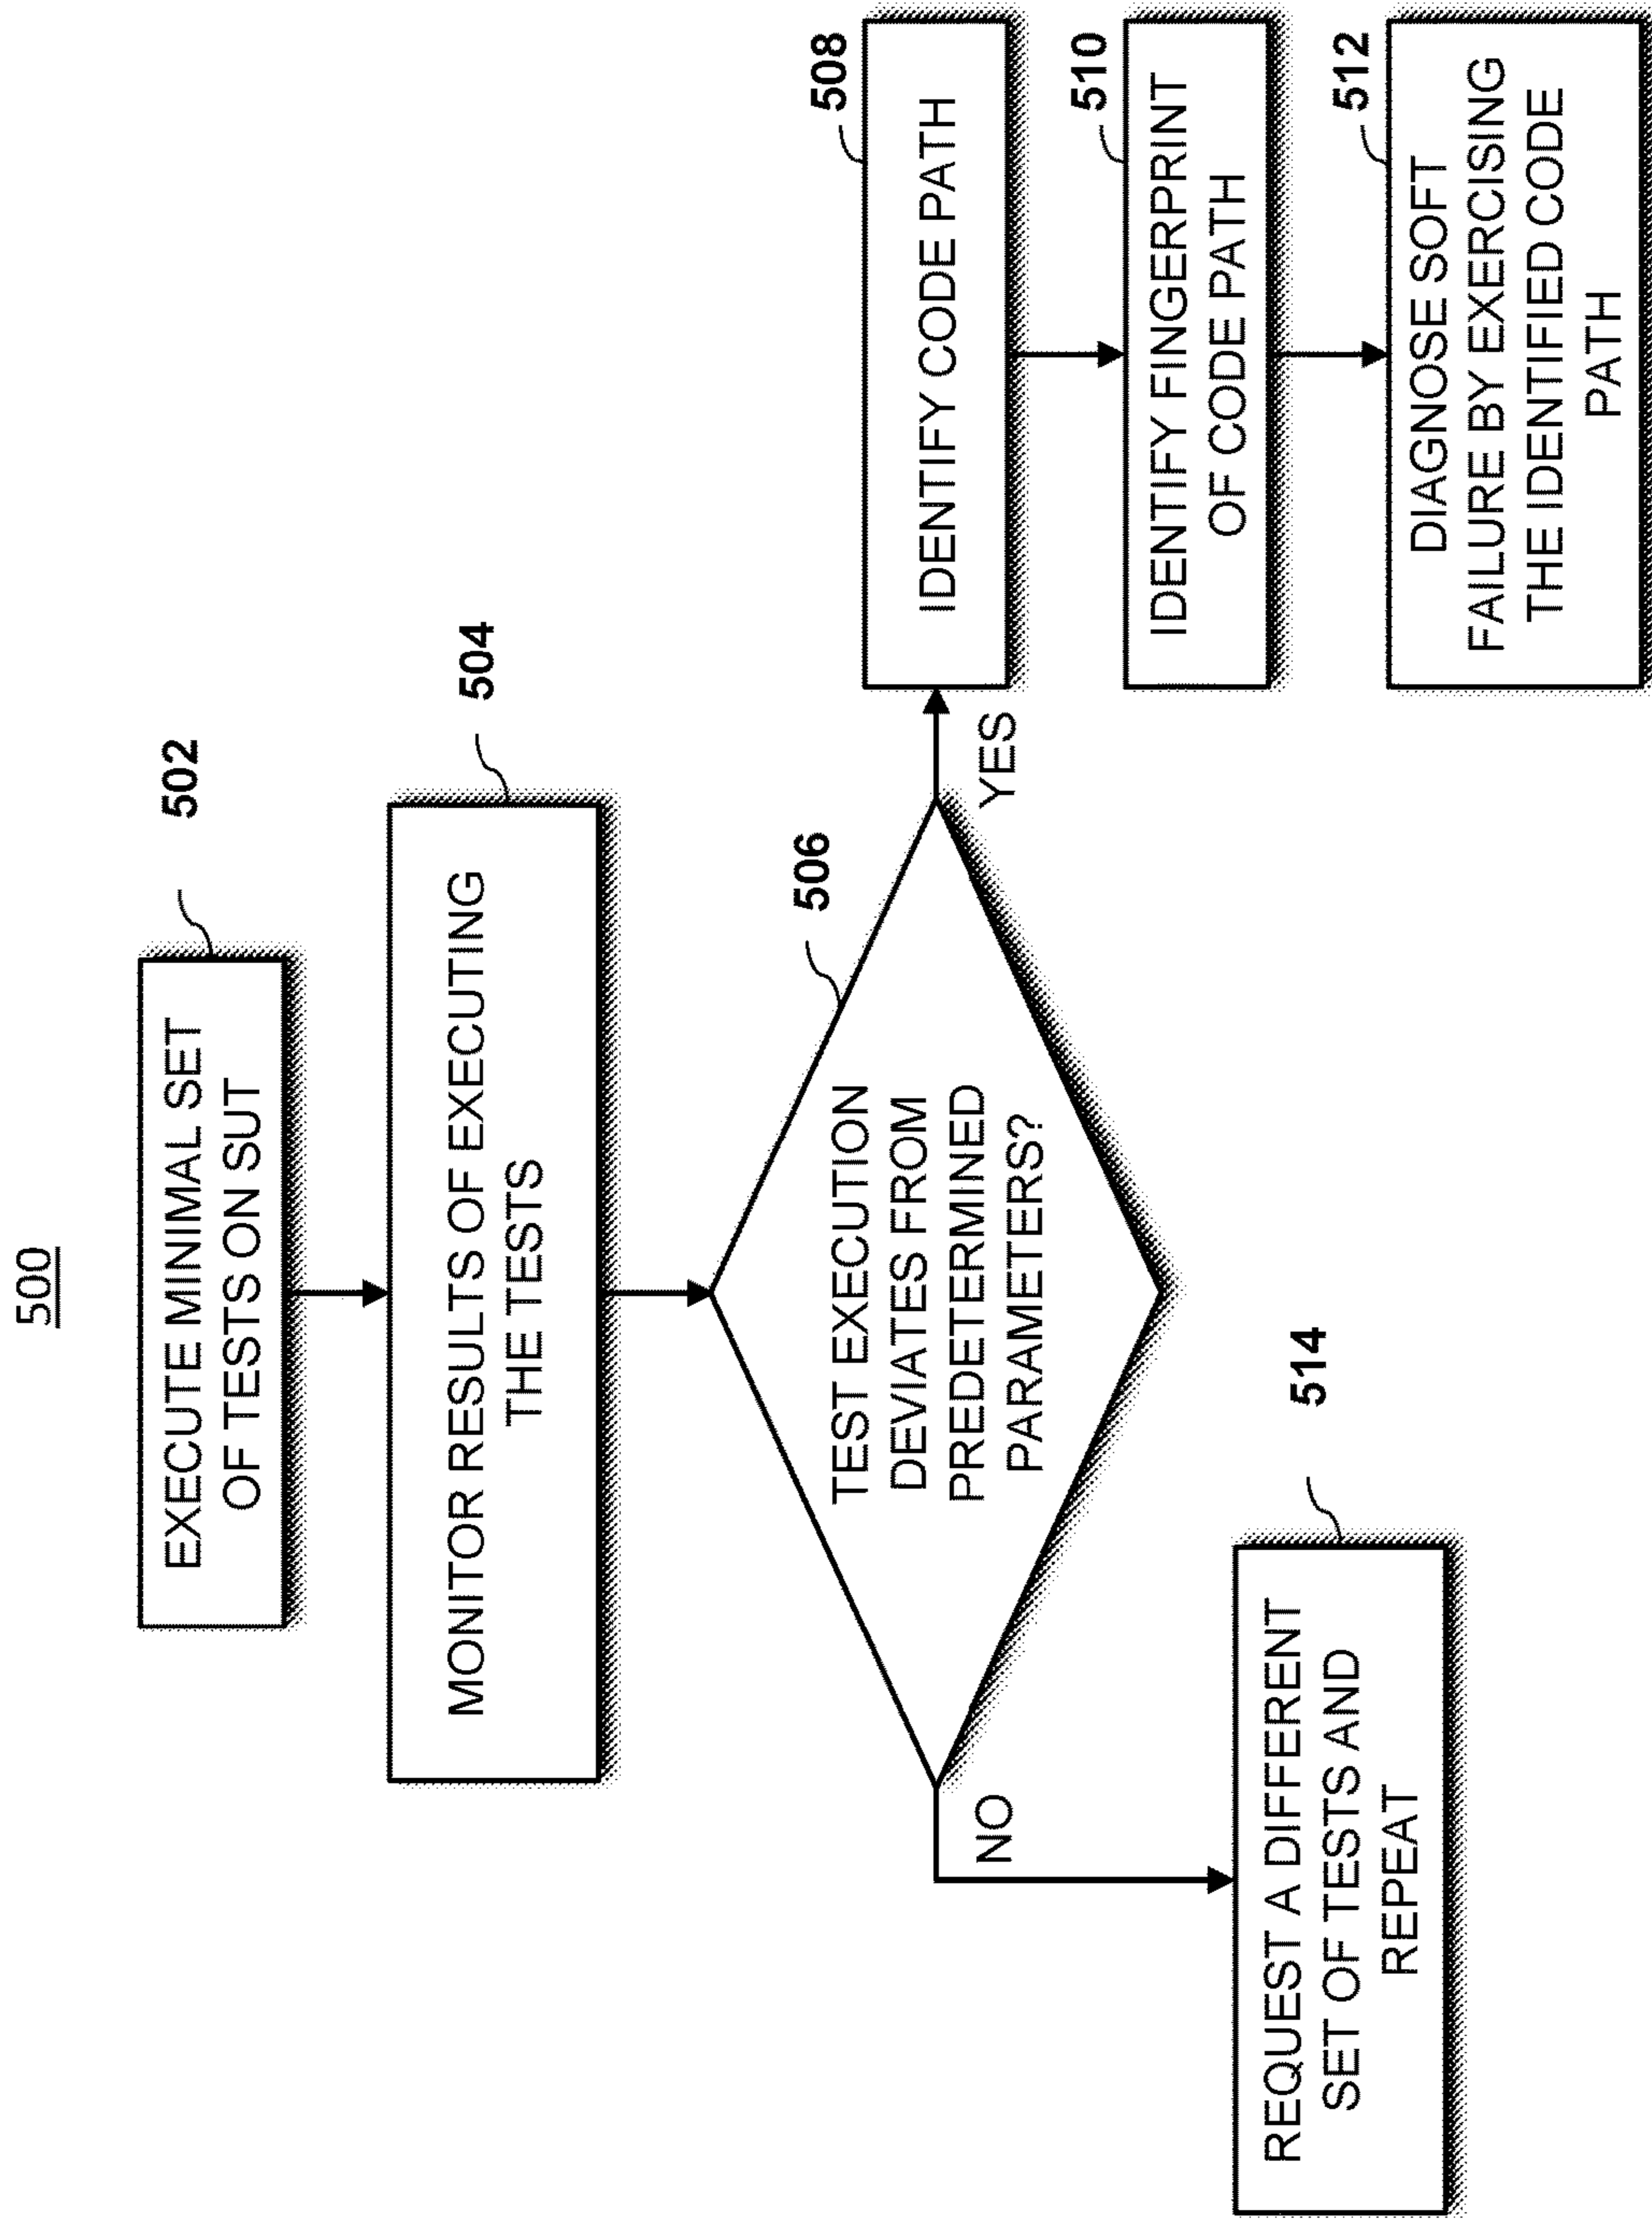 500
502
EXECUTE MINIMAL SET
OF TESTS ON SUT
504
MONITOR RESULTS OF EXECUTING
THE TESTS
506
TEST EXECUTION
DEVIATES FROM
PREDETERMINED
PARAMETERS?
YES
508
IDENTIFY CODE PATH
510
IDENTIFY FINGERPRINT
OF CODE PATH
512
DIAGNOSE SOFT
FAILURE BY EXERCISING
THE IDENTIFIED CODE
PATH
NO
514
REQUEST A DIFFERENT
SET OF TESTS AND
REPEAT